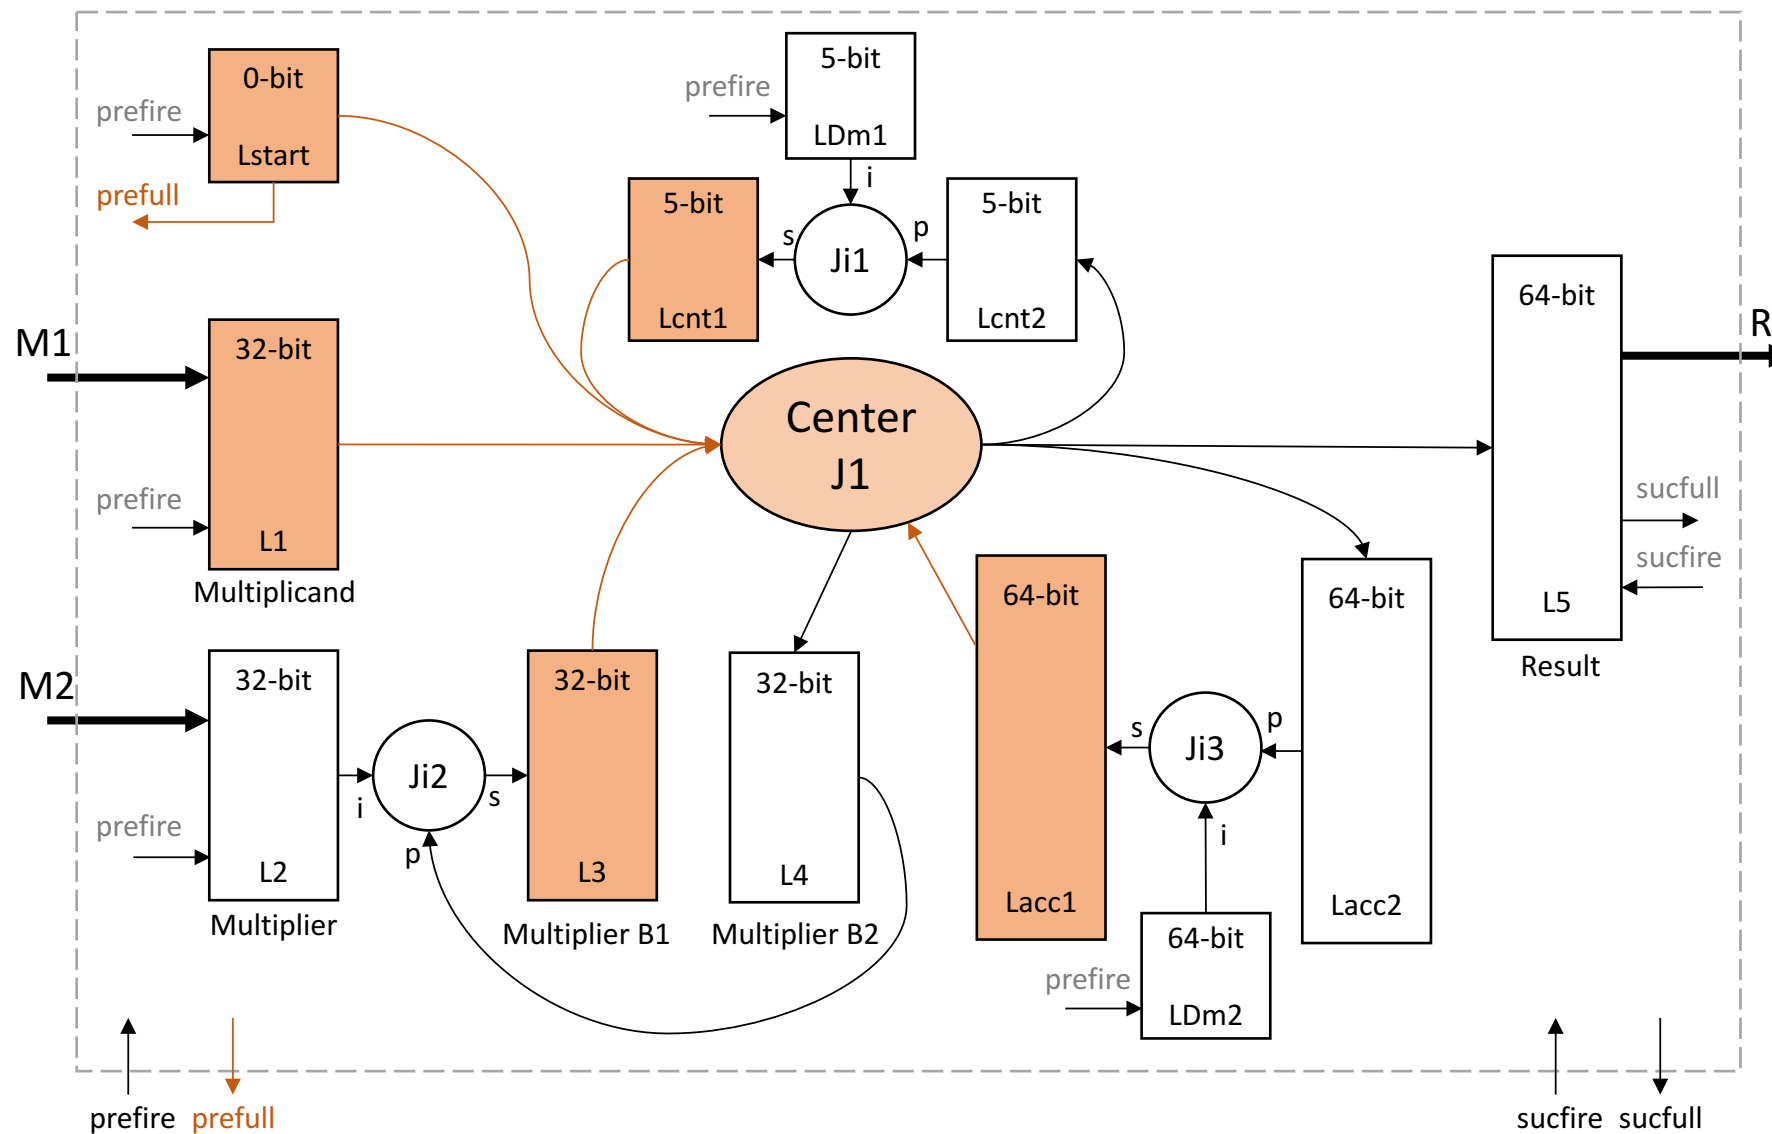 0-bit
Lstart
prefire
prefull
5-bit
LDm1
prefire
i
5-bit
Lcnt1
s
Ji1
p
5-bit
Lcnt2
M1
32-bit
L1
prefire
Multiplicand
Center
J1
64-bit
L5
Result
R
sucfull
sucfire
M2
32-bit
L2
prefire
Multiplier
i
Ji2
s
p
32-bit
L3
Multiplier B1
32-bit
L4
Multiplier B2
64-bit
Lacc1
s
Ji3
p
i
64-bit
Lacc2
64-bit
LDm2
prefire
prefire
prefull
sucfire
sucfull